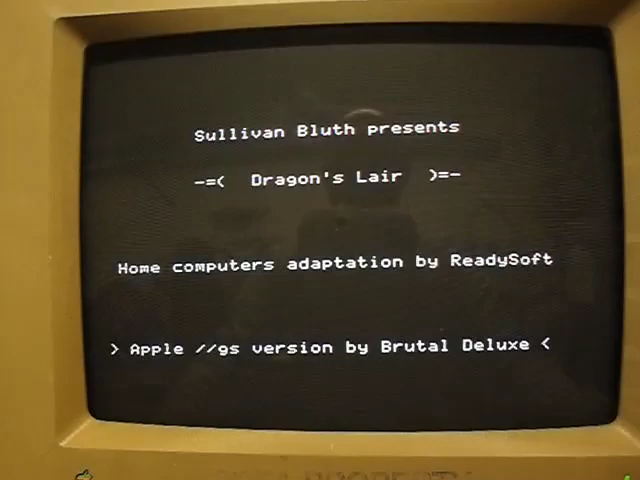 Sullivan Bluth presents
-=( Dragon's Lair )=-
Home computers adaptation by ReadySoft
> Apple //gs version by Brutal Deluxe <